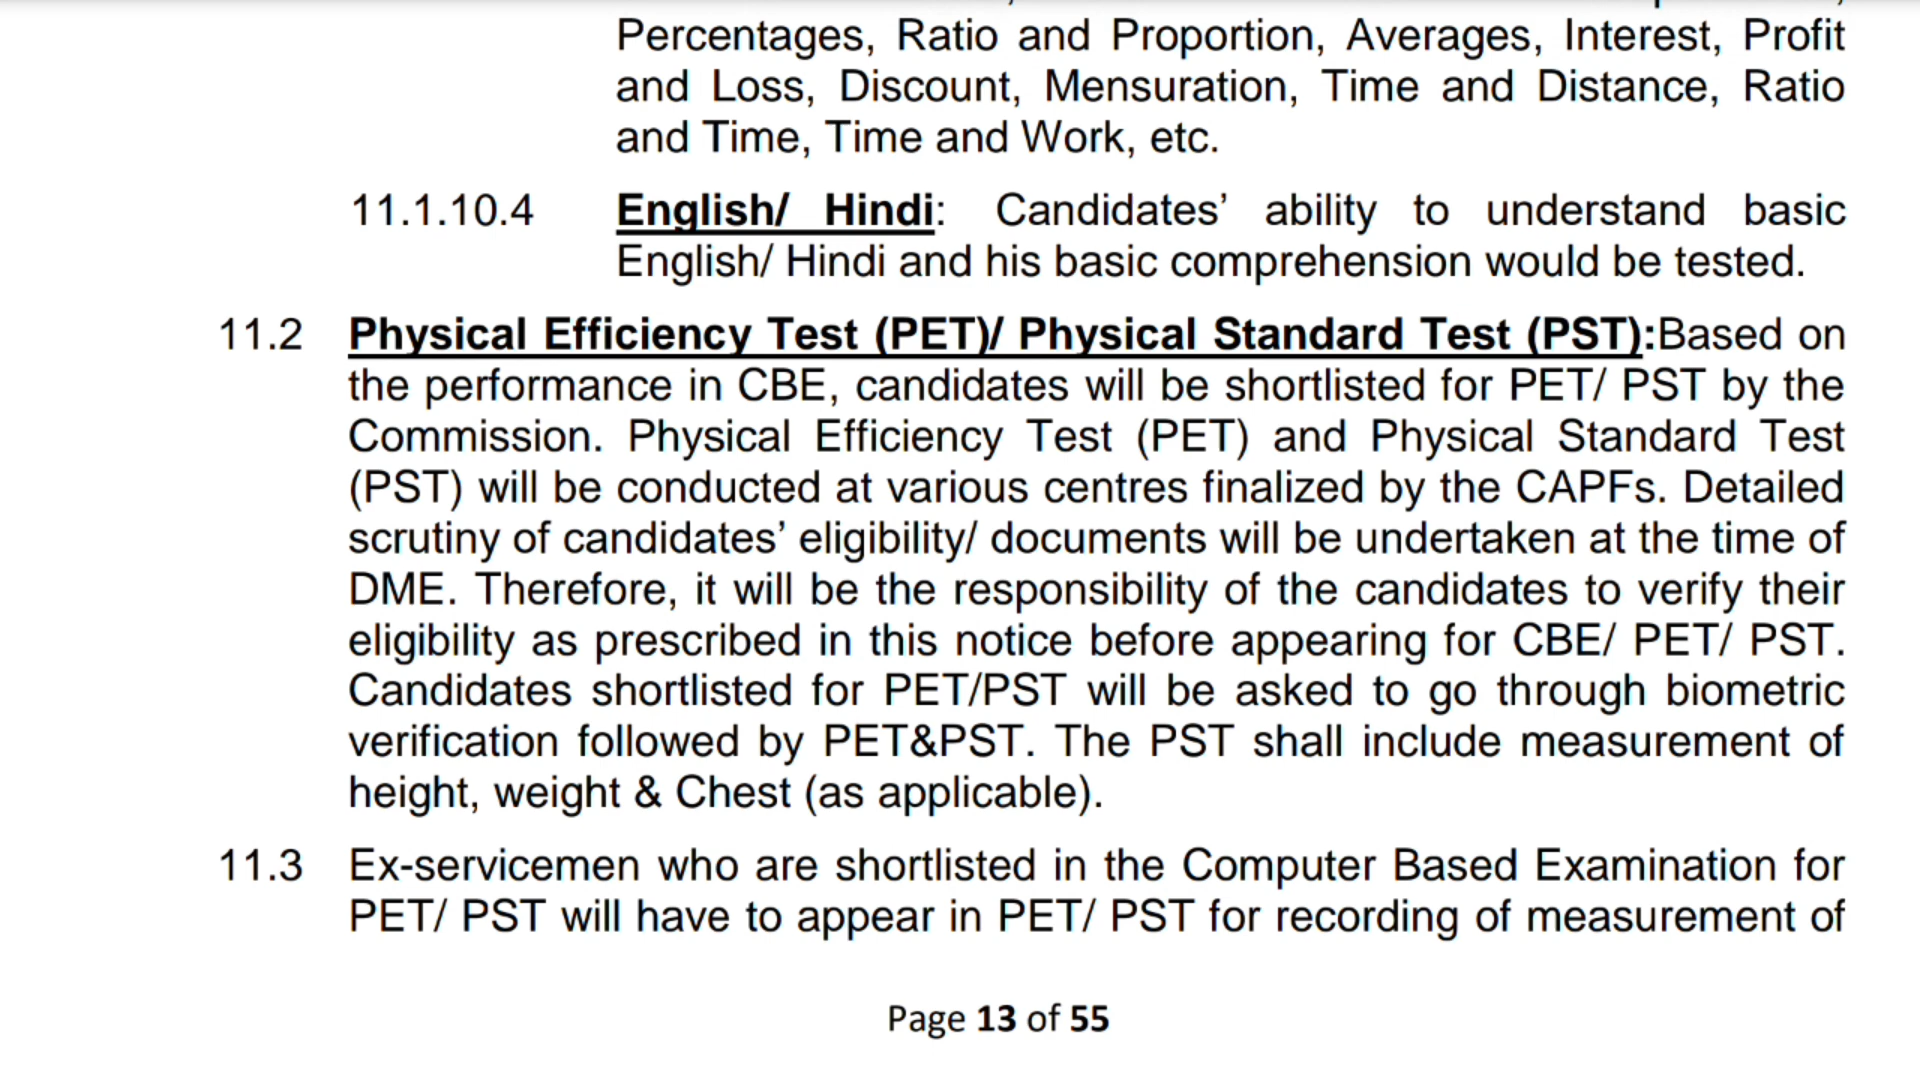 Percentages, Ratio and Proportion, Averages, Interest, Profit
and Loss, Discount, Mensuration, Time and Distance, Ratio
and Time, Time and Work, etc.
11.1.10.4 English/ Hindi: Candidates’ ability to understand basic
English/ Hindi and his basic comprehension would be tested.
11.2 Physical Efficiency Test (PET)/ Physical Standard Test (PST):Based on
the performance in CBE, candidates will be shortlisted for PET/ PST by the
Commission. Physical Efficiency Test (PET) and Physical Standard Test
(PST) will be conducted at various centres finalized by the CAPFs. Detailed
scrutiny of candidates’ eligibility/ documents will be undertaken at the time of
DME. Therefore, it will be the responsibility of the candidates to verify their
eligibility as prescribed in this notice before appearing for CBE/ PET/ PST.
Candidates shortlisted for PET/PST will be asked to go through biometric
verification followed by PET&PST. The PST shall include measurement of
height, weight & Chest (as applicable).
11.3 Ex-servicemen who are shortlisted in the Computer Based Examination for
PET/ PST will have to appear in PET/ PST for recording of measurement of
Page 13 of 55